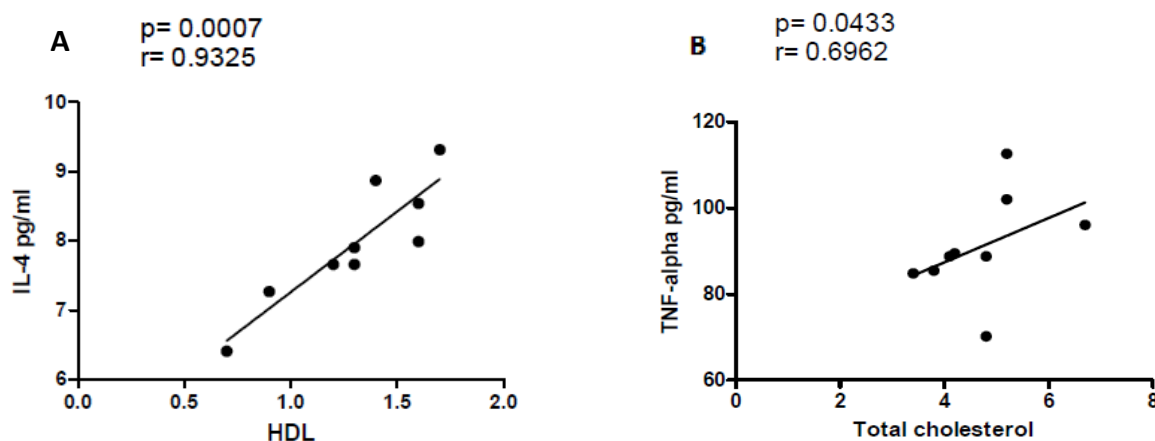 A
p= 0.0007
r= 0.9325
10
9
8
7
6
IL-4 pg/ml
0.0 0.5 1.0 1.5 2.0
HDL
B
p= 0.0433
r= 0.6962
120
100
80
60
TNF-alpha pg/ml
0 2 4 6 8
Total cholesterol